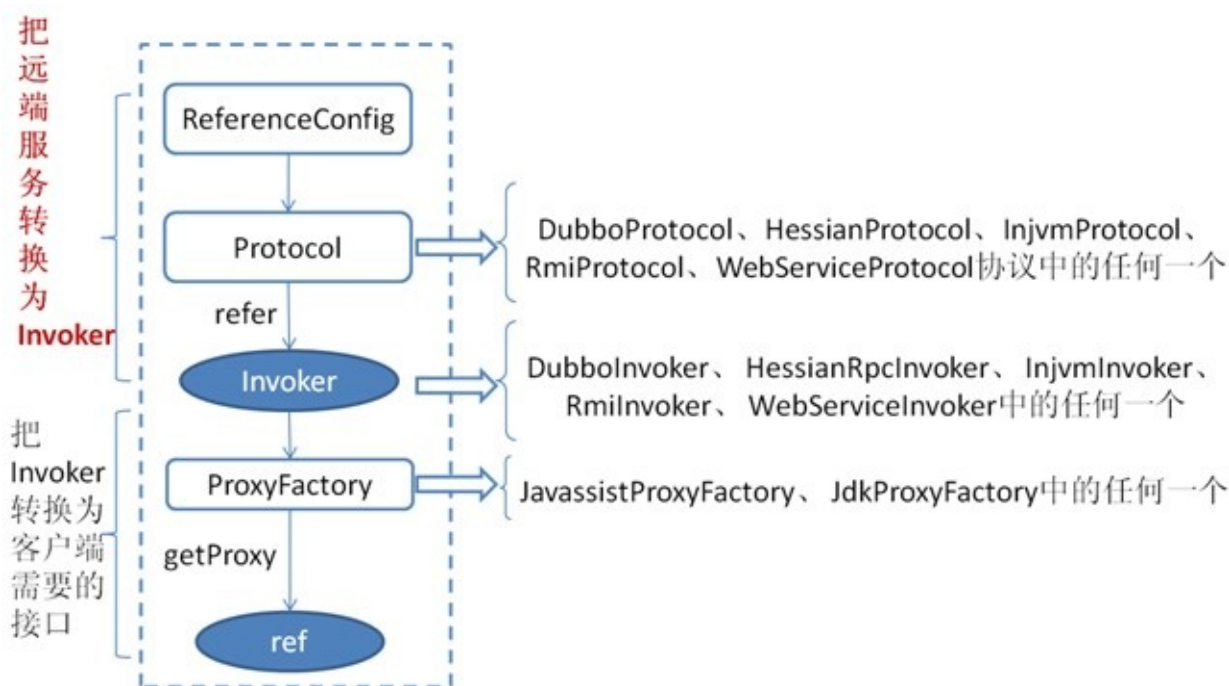 把
远
端
服
务
转
换
为
Invoker
ReferenceConfig
Protocol
DubboProtocol、HessianProtocol、InjvmProtocol、
RmiProtocol、WebServiceProtocol协议中的任何一个
refer
Invoker
DubboInvoker、 HessianRpcInvoker、 InjvmInvoker、
RmiInvoker、 WebServiceInvoker中的任何一个
把
Invoker
转换为
客户端
需要的
接口
ProxyFactory
JavassistProxyFactory、 JdkProxyFactory中的任何一个
getProxy
ref